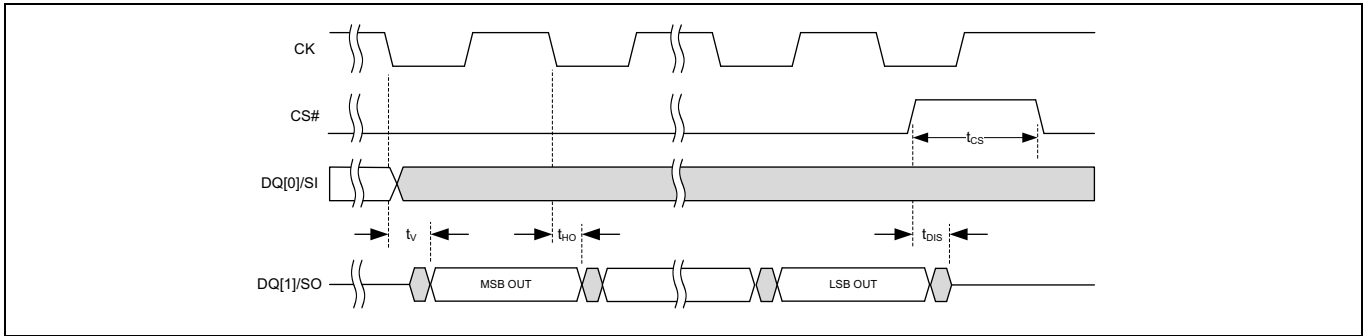 CK
CS#
tCS
DQ[0]/SI
tV
tHO
tDIS
DQ[1]/SO
MSB OUT
LSB OUT